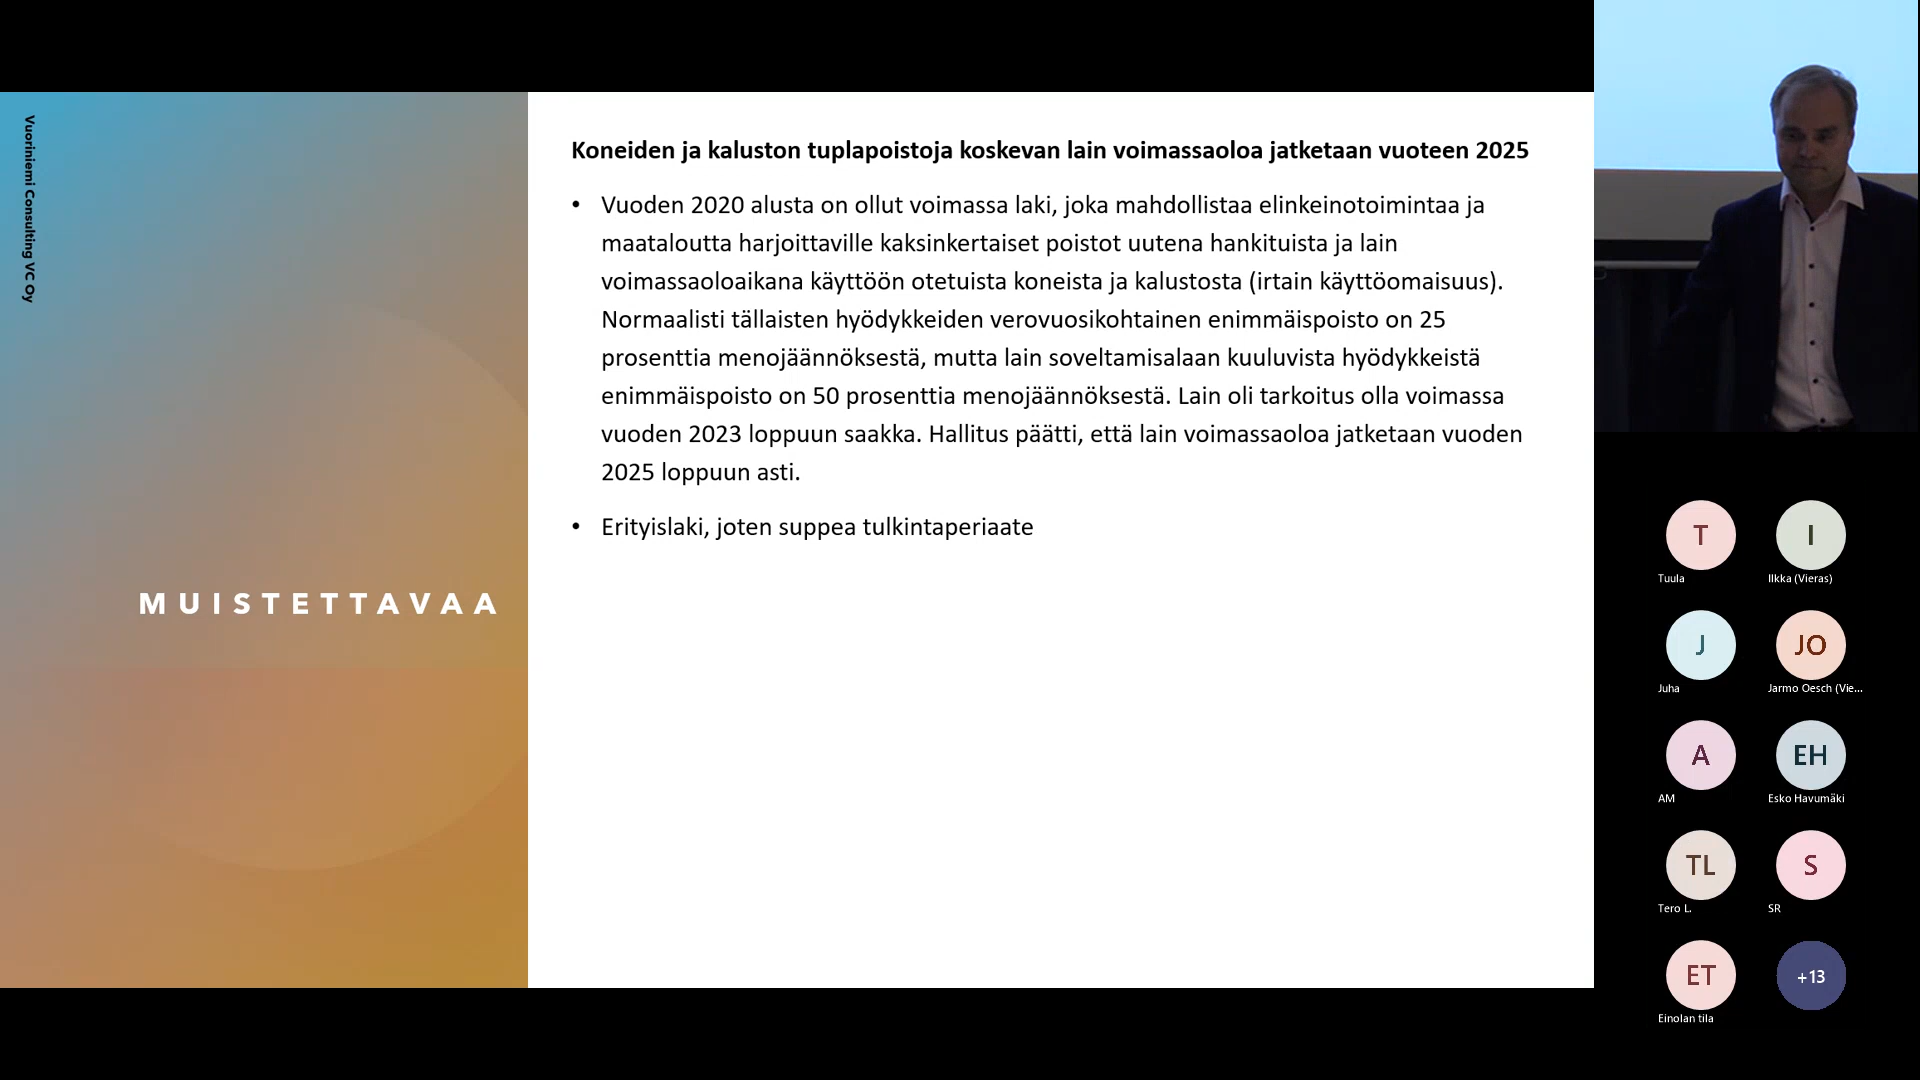 Vuoriniemi Consulting VC Oy
MUISTETTAVAA
Koneiden ja kaluston tuplapoistoja koskevan lain voimassaoloa jatketaan vuoteen 2025
• Vuoden 2020 alusta on ollut voimassa laki, joka mahdollistaa elinkeinotoimintaa ja
maataloutta harjoittaville kaksinkertaiset poistot uutena hankituista ja lain
voimassaoloaikana käyttöön otetuista koneista ja kalustosta (irtain käyttöomaisuus).
Normaalisti tällaisten hyödykkeiden verovuosikohtainen enimmäispoisto on 25
prosenttia menojäännöksestä, mutta lain soveltamisalaan kuuluvista hyödykkeistä
enimmäispoisto on 50 prosenttia menojäännöksestä. Lain oli tarkoitus olla voimassa
vuoden 2023 loppuun saakka. Hallitus päätti, että lain voimassaoloa jatketaan vuoden
2025 loppuun asti.
• Erityislaki, joten suppea tulkintaperiaate
T
Tuula
I
Ilkka (Vieras)
J
Juha
JO
Jarmo Oesch (Vie...
A
AM
EH
Esko Havumäki
TL
Tero L.
S
SR
ET
Einolan tila
+13